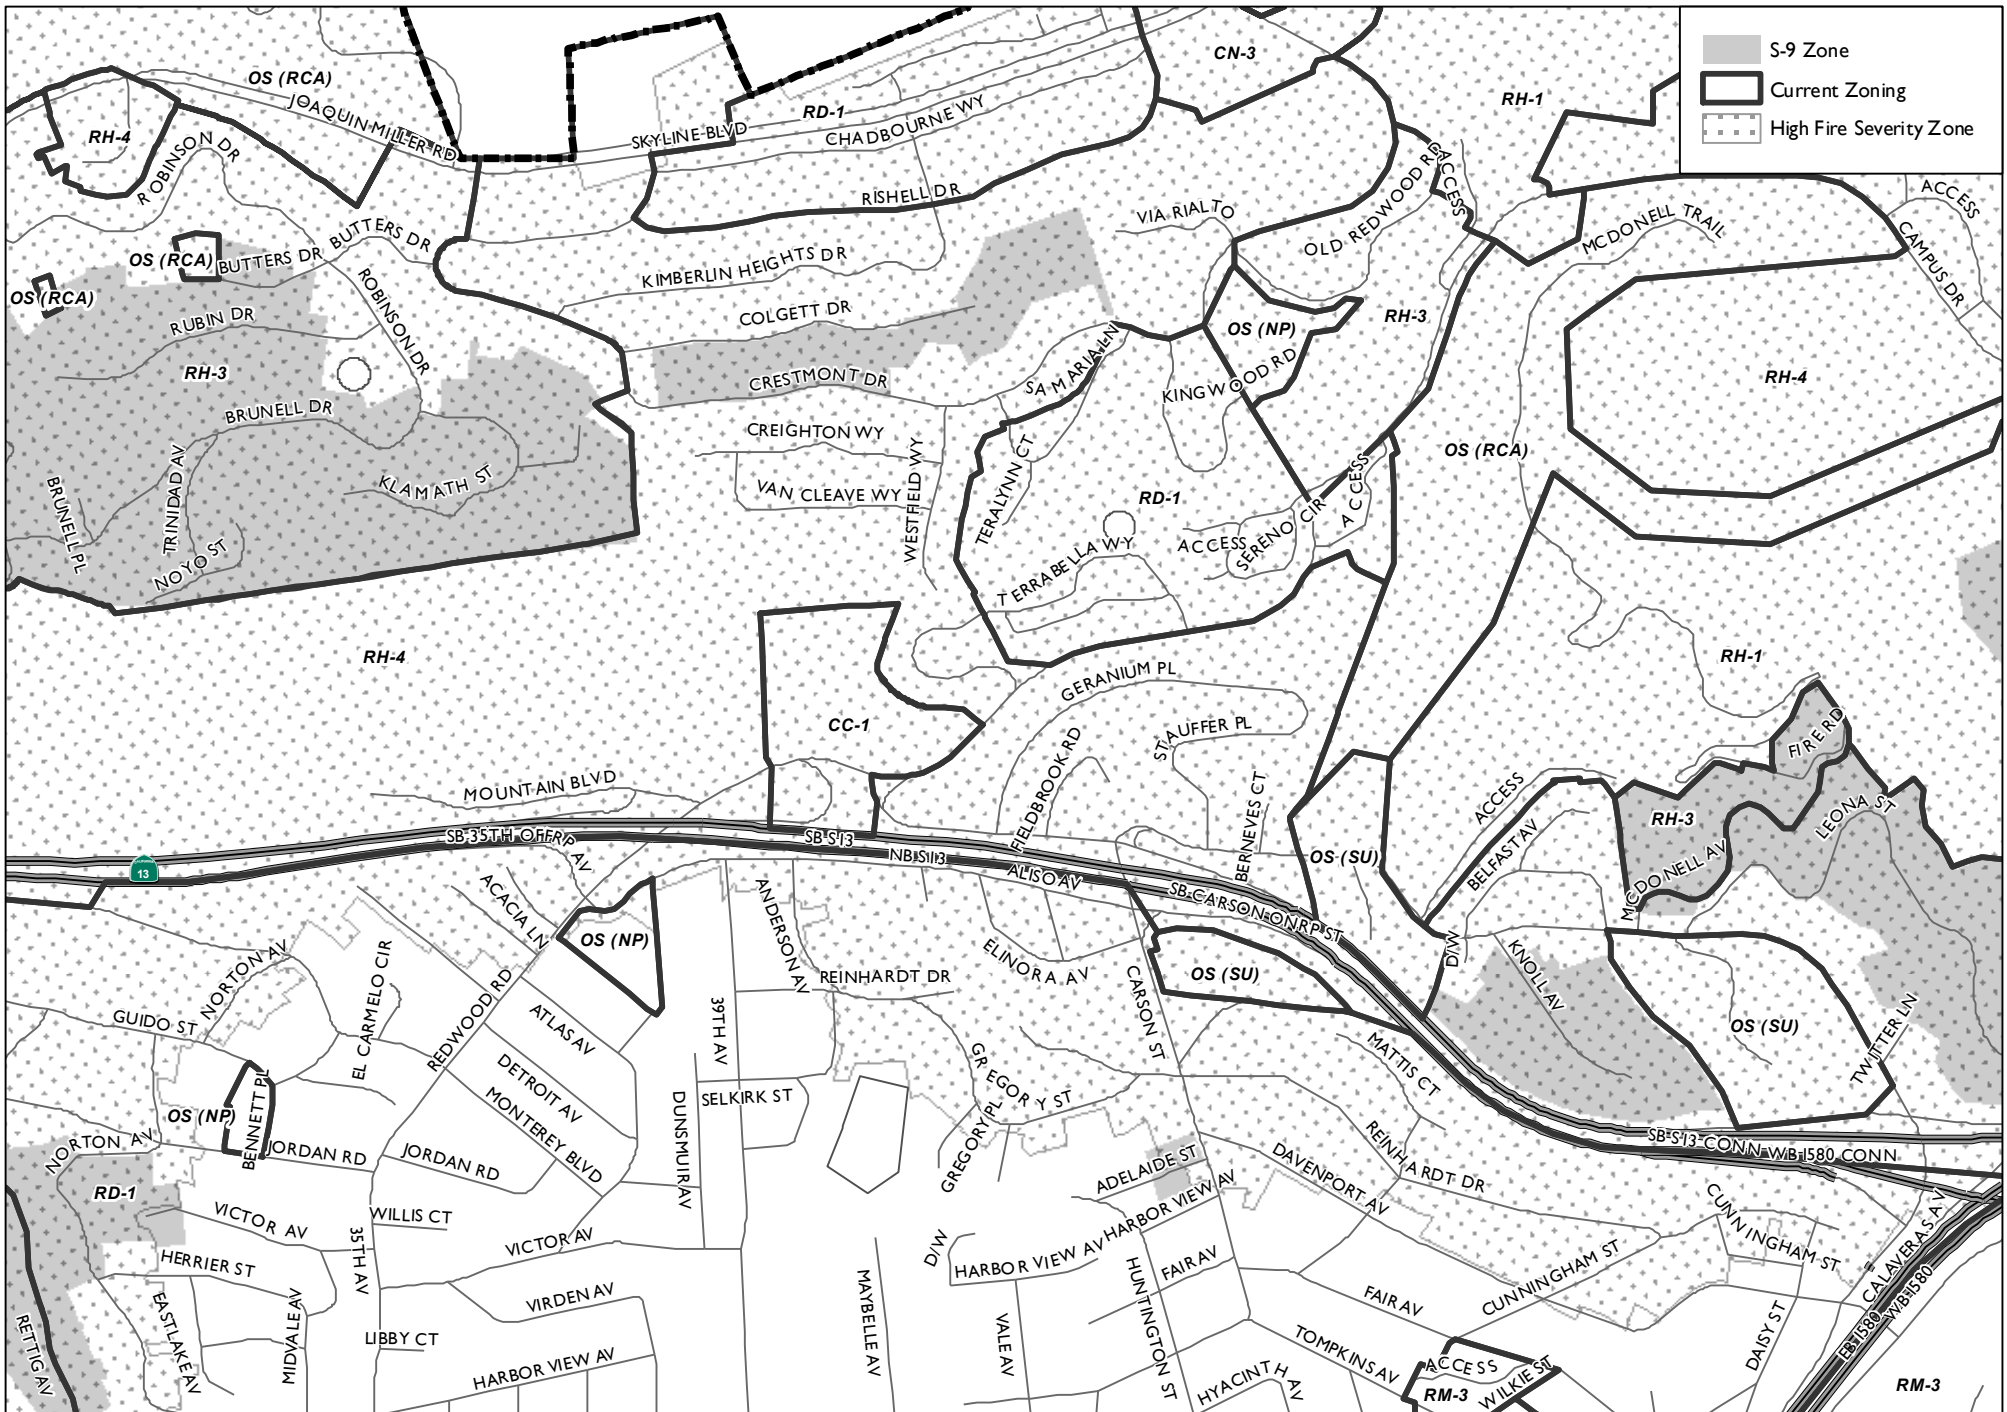 S-9 Zone
Current Zoning
High Fire Severity Zone
OS (RCA)
JOAQUIN MILLER RD
RH-4
ROBINSON DR
SKYLINE BLVD
RD-1
CHADBOURNE WY
CN-3
RH-1
RISHELL DR
VIA RIALTO
OLD REDWOOD RD
ACCESS
MCDONELL TRAIL
ACCESS
CAMPUS DR
OS (RCA)
BUTTERS DR
BUTTERS DR
OS (RCA)
ROBINSON DR
RUBIN DR
RH-3
BRUNELL DR
KIMBERLIN HEIGHTS DR
COLGETT DR
CRESTMONT DR
SAMARIA LN
OS (NP)
RH-3
KINGWOOD RD
RH-4
OS (RCA)
CREIGHTON WY
VAN CLEAVE WY
WESTFIELD WY
TERALYNN CT
RD-1
ACCESS
SERENO CIR
ACCESS
TERRABELLA WY
KLAMATH ST
TRINIDAD AV
BRUNELL PL
NOYO ST
RH-4
CC-1
GERANIUM PL
STAUFFER PL
FIELDBROOK RD
BERNEVES CT
RH-1
FIRE RD
LEONA ST
RH-3
MCDONELL AV
ACCESS
BELFAST AV
OS (SU)
MOUNTAIN BLVD
SB 35TH OFFRP AV
SB S13
NB S13
13
ALISO AV
SB CARSON ONRP ST
D/W
KNOLL AV
OS (SU)
TWITTER LN
OS (SU)
ACACIA LN
OS (NP)
ANDERSON AV
REINHARDT DR
ELINORA AV
CARSON ST
NORTON AV
GUIDO ST
EL CARMELO CIR
REDWOOD RD
ATLAS AV
DETROIT AV
MONTEREY BLVD
39TH AV
SELKIRK ST
DUNSMUIR AV
GREGORY ST
GREGORY PL
MATTIS CT
REINHARDT DR
SB S13 CONN WB I580 CONN
OS (NP)
BENNETT PL
NORTON AV
JORDAN RD
JORDAN RD
RD-1
VICTOR AV
WILLIS CT
35TH AV
VICTOR AV
HERRIER ST
EASTLAKE AV
MIDVALE AV
RETTIG AV
LIBBY CT
VIRDEN AV
HARBOR VIEW AV
MAYBELLE AV
D/W
HARBOR VIEW AV
HARBOR VIEW AV
ADELAIDE ST
VALE AV
FAIR AV
HUNTINGTON ST
HYACINTH AV
DAVENPORT AV
CUNNINGHAM ST
CUNNINGHAM ST
FAIR AV
TOMPKINS AV
ACCESS
RM-3
WILKIE ST
DAISY ST
CALAVERAS AV
EB I580
WB I580
RM-3